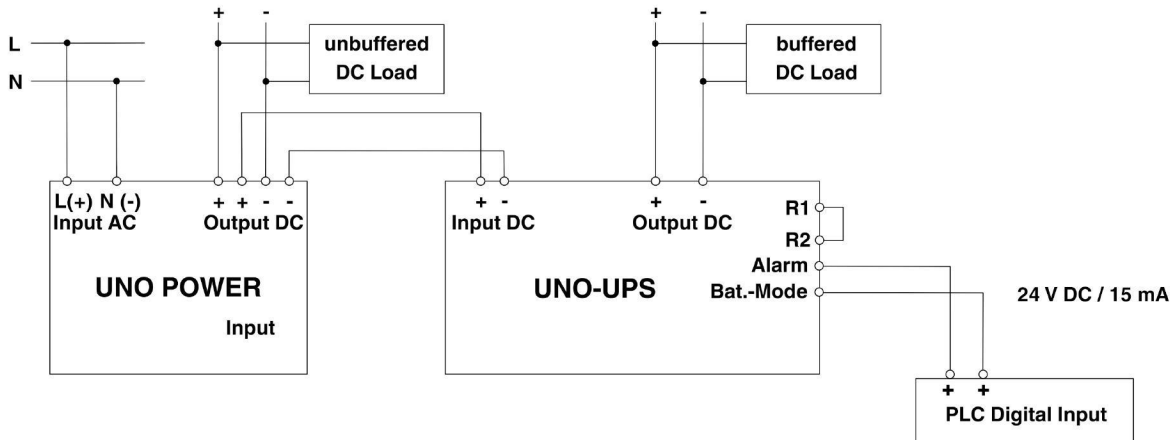 + -
+ -
L
unbuffered
DC Load
buffered
DC Load
N
L(+) N (-)
Input AC
+ + - -
Output DC
UNO POWER
Input
+ -
Input DC
+ -
Output DC
R1
R2
Alarm
Bat.-Mode
UNO-UPS
24 V DC / 15 mA
+ +
PLC Digital Input